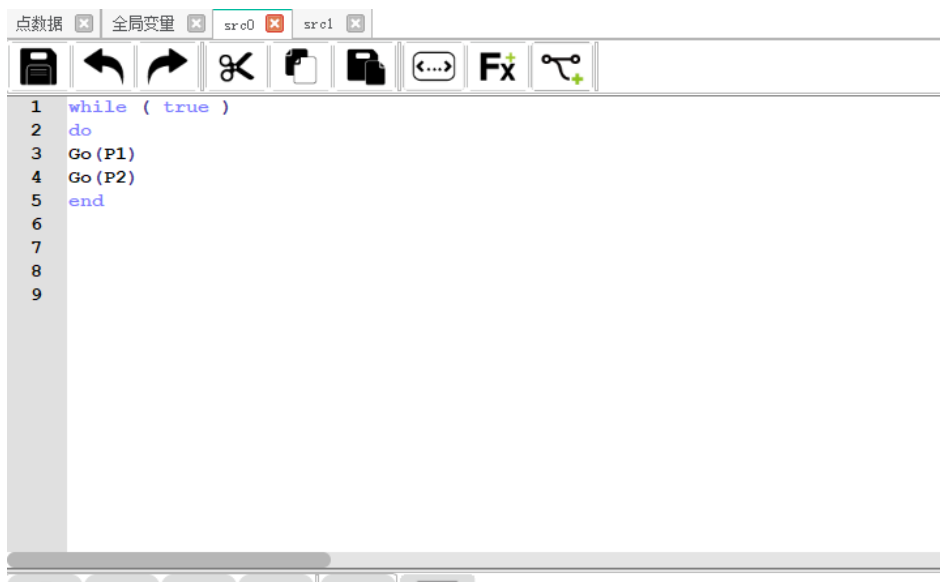 点数据 全局变量 src0 src1
<...> Fx
1 while ( true )
2 do
3 Go(P1)
4 Go(P2)
5 end
6
7
8
9